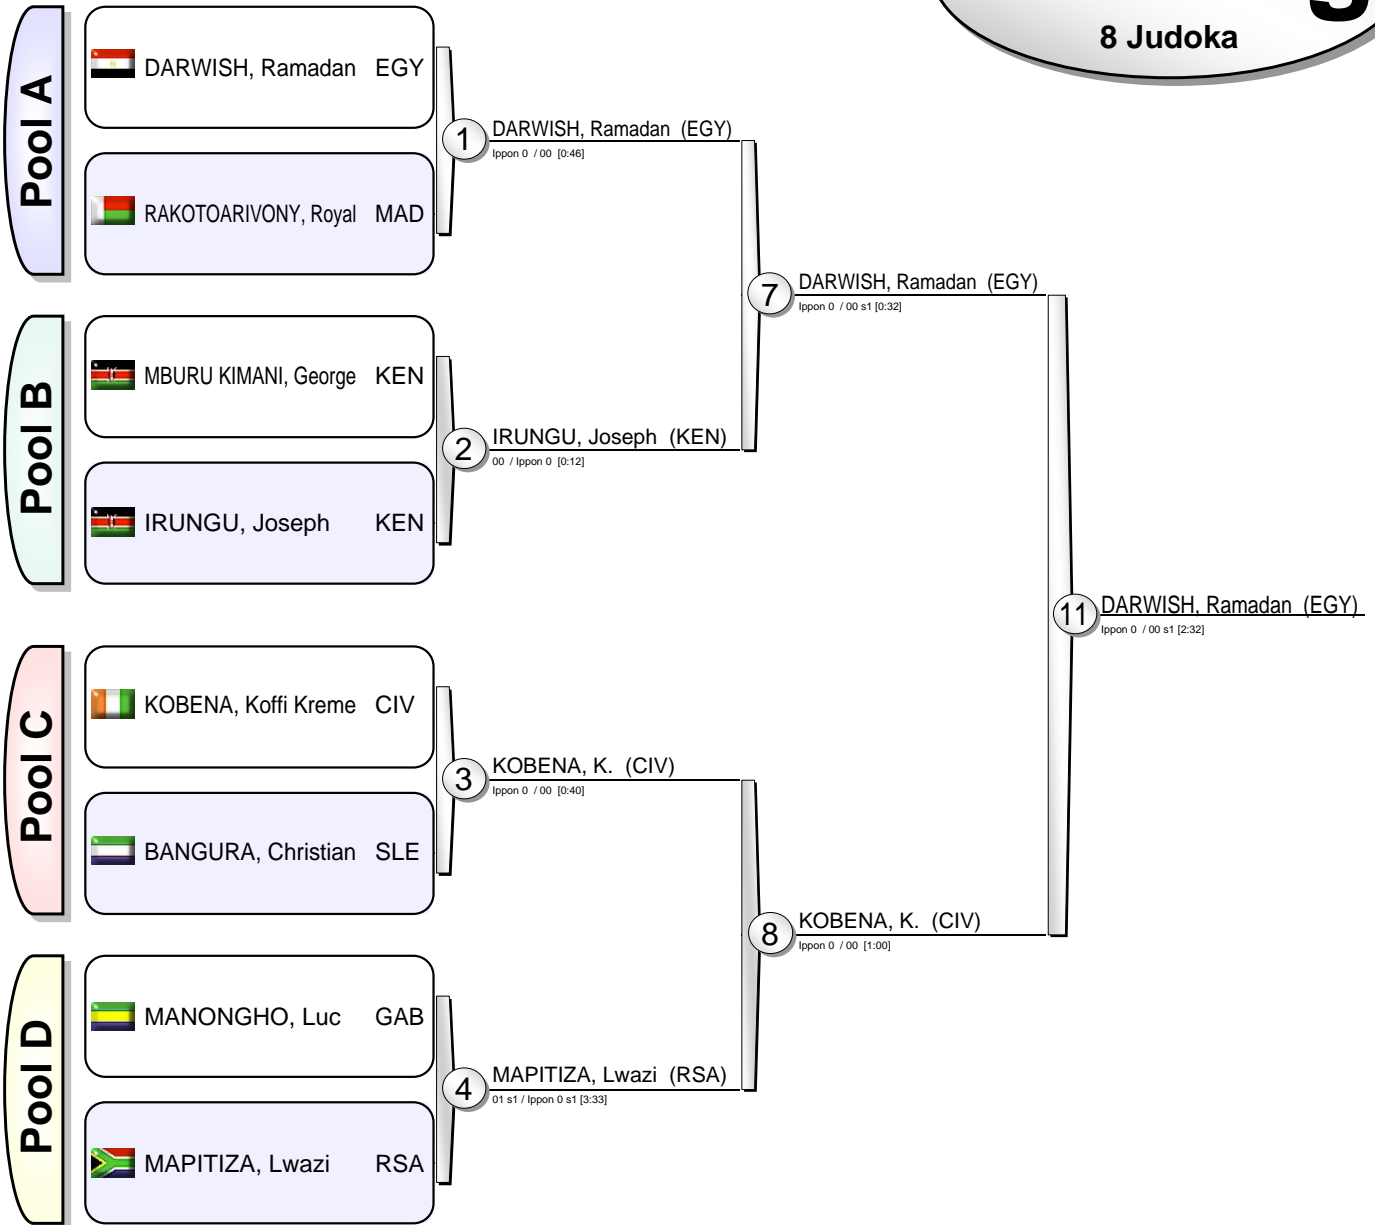 8 Judoka
Pool A
DARWISH, Ramadan EGY
RAKOTOARIVONY, Royal MAD
1 DARWISH, Ramadan (EGY)
Ippon 0 / 00 [0:46]
7 DARWISH, Ramadan (EGY)
Ippon 0 / 00 s1 [0:32]
Pool B
MBURU KIMANI, George KEN
IRUNGU, Joseph KEN
2 IRUNGU, Joseph (KEN)
00 / Ippon 0 [0:12]
11 DARWISH, Ramadan (EGY)
Ippon 0 / 00 s1 [2:32]
Pool C
KOBENA, Koffi Kreme CIV
BANGURA, Christian SLE
3 KOBENA, K. (CIV)
Ippon 0 / 00 [0:40]
8 KOBENA, K. (CIV)
Ippon 0 / 00 [1:00]
Pool D
MANONGHO, Luc GAB
MAPITIZA, Lwazi RSA
4 MAPITIZA, Lwazi (RSA)
01 s1 / Ippon 0 s1 [3:33]